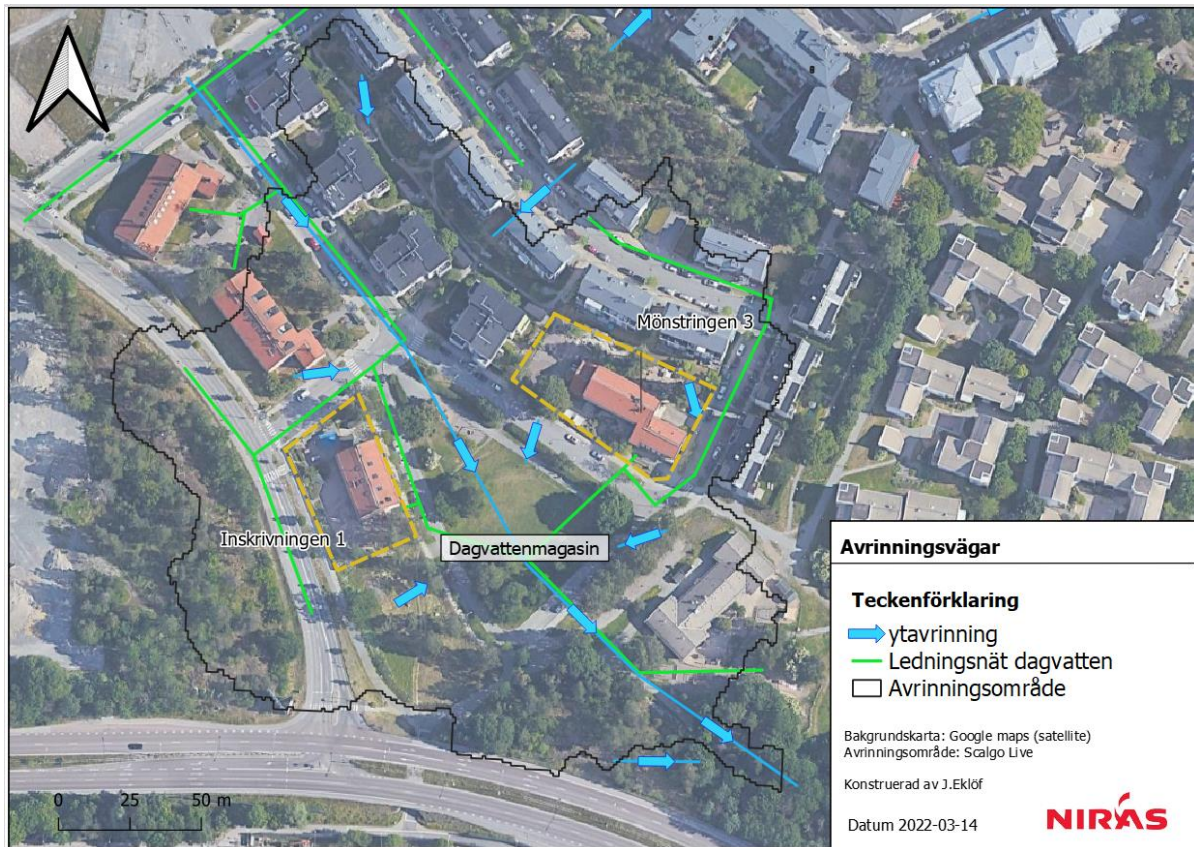 Mönstringen 3
Inskrivningen 1
Dagvattenmagasin
Avrinningsvägar
Teckenförklaring
ytavrinning
Ledningsnät dagvatten
Avrinningsområde
Bakgrundskarta: Google maps (satellite)
Avrinningsområde: Scalgo Live
Konstruerad av J.Eklöf
Datum 2022-03-14
NIRÁS
0 25 50 m